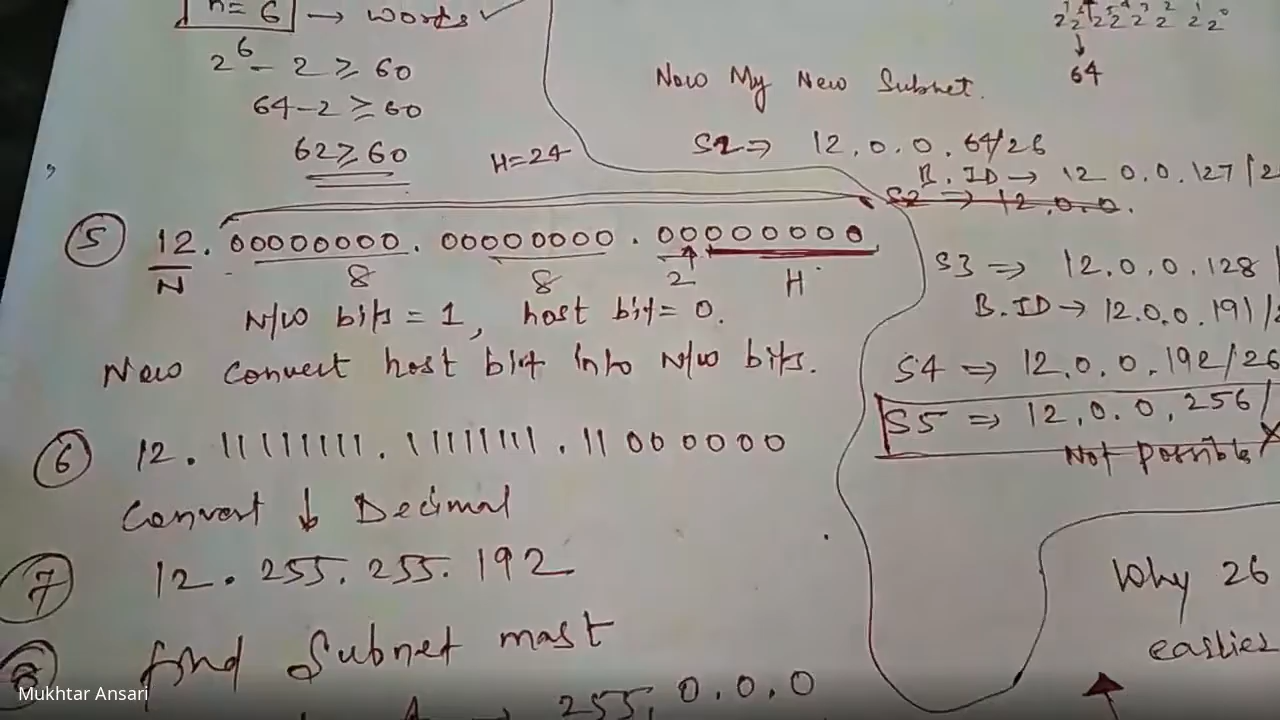 n = 6 → works ✓
2^6 - 2 ≥ 60
64 - 2 ≥ 60
62 ≥ 60
H = 24
⑤ 12. 00000000. 00000000 . 00000000
N 8 8 2 H
N/w bits = 1, host bit = 0.
Now convert host bit into N/w bits.
⑥ 12. 11111111. 11111111. 11000000
Convert ↓ Decimal
⑦ 12. 255. 255. 192
⑧ find Subnet mast
→ 255. 0. 0. 0
64
Now My New Subnet.
S2 ⇒ 12. 0. 0. 64/26
B. ID → 12 0.0.127/2
S2 → 12.0.0.
S3 ⇒ 12.0.0.128
B. ID → 12.0.0.191/
S4 ⇒ 12.0.0.192/26
S5 ⇒ 12.0.0.256/
Not Possible
Why 26
easlier
Mukhtar Ansari